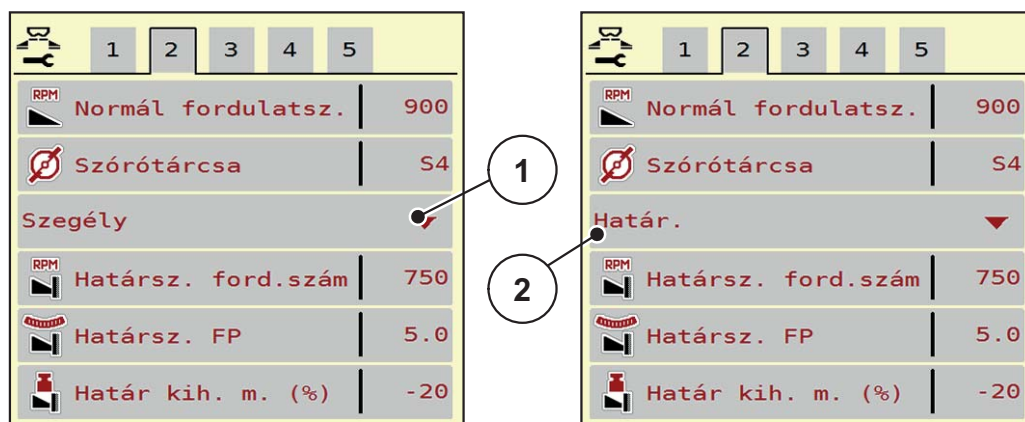 1 2 3 4 5
RPM Normál fordulatsz. 900
Szórótárcsa S4
Szegély
RPM Határsz. ford.szám 750
Határsz. FP 5.0
Határ kih. m. (%) -20
1
2
1 2 3 4 5
RPM Normál fordulatsz. 900
Szórótárcsa S4
Határ.
RPM Határsz. ford.szám 750
Határsz. FP 5.0
Határ kih. m. (%) -20